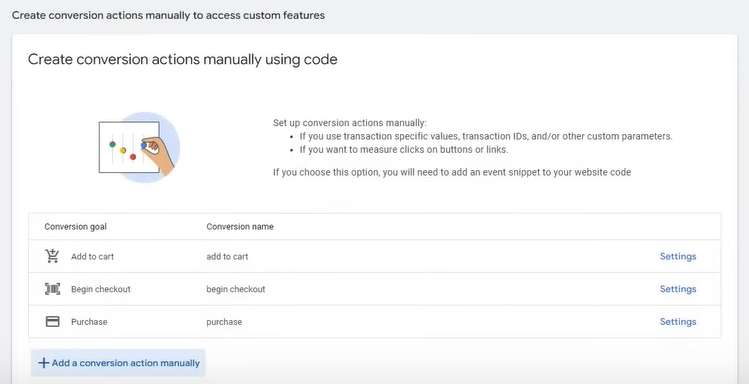 Create conversion actions manually to access custom features
Create conversion actions manually using code
Set up conversion actions manually:
• If you use transaction specific values, transaction IDs, and/or other custom parameters.
• If you want to measure clicks on buttons or links.
If you choose this option, you will need to add an event snippet to your website code
Conversion goal Conversion name
Add to cart add to cart Settings
Begin checkout begin checkout Settings
Purchase purchase Settings
+ Add a conversion action manually